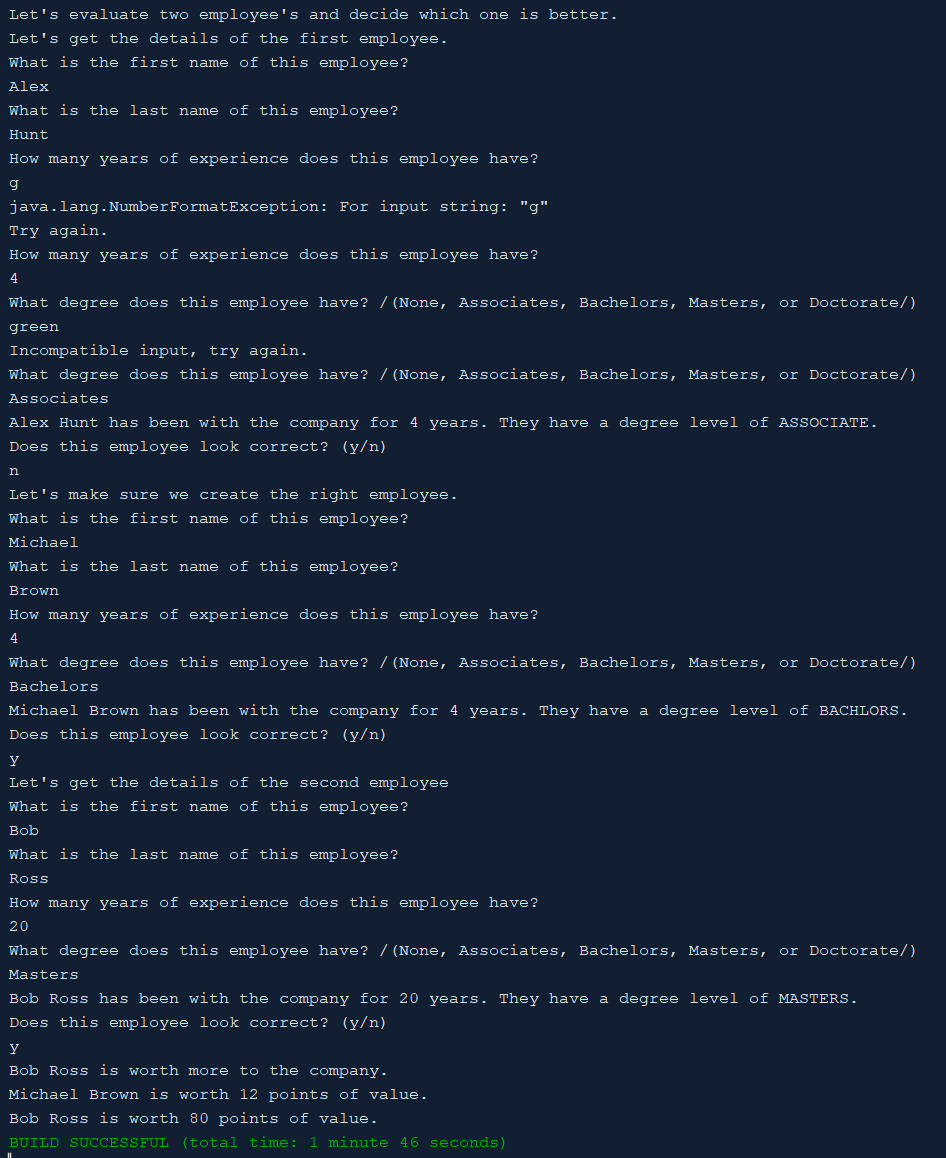 Let's evaluate two employee's and decide which one is better.
Let's get the details of the first employee.
What is the first name of this employee?
Alex
What is the last name of this employee?
Hunt
How many years of experience does this employee have?
g
java.lang.NumberFormatException: For input string: "g"
Try again.
How many years of experience does this employee have?
4
What degree does this employee have? /(None, Associates, Bachelors, Masters, or Doctorate/)
green
Incompatible input, try again.
What degree does this employee have? /(None, Associates, Bachelors, Masters, or Doctorate/)
Associates
Alex Hunt has been with the company for 4 years. They have a degree level of ASSOCIATE.
Does this employee look correct? (y/n)
n
Let's make sure we create the right employee.
What is the first name of this employee?
Michael
What is the last name of this employee?
Brown
How many years of experience does this employee have?
4
What degree does this employee have? /(None, Associates, Bachelors, Masters, or Doctorate/)
Bachelors
Michael Brown has been with the company for 4 years. They have a degree level of BACHLORS.
Does this employee look correct? (y/n)
y
Let's get the details of the second employee
What is the first name of this employee?
Bob
What is the last name of this employee?
Ross
How many years of experience does this employee have?
20
What degree does this employee have? /(None, Associates, Bachelors, Masters, or Doctorate/)
Masters
Bob Ross has been with the company for 20 years. They have a degree level of MASTERS.
Does this employee look correct? (y/n)
y
Bob Ross is worth more to the company.
Michael Brown is worth 12 points of value.
Bob Ross is worth 80 points of value.
BUILD SUCCESSFUL (total time: 1 minute 46 seconds)